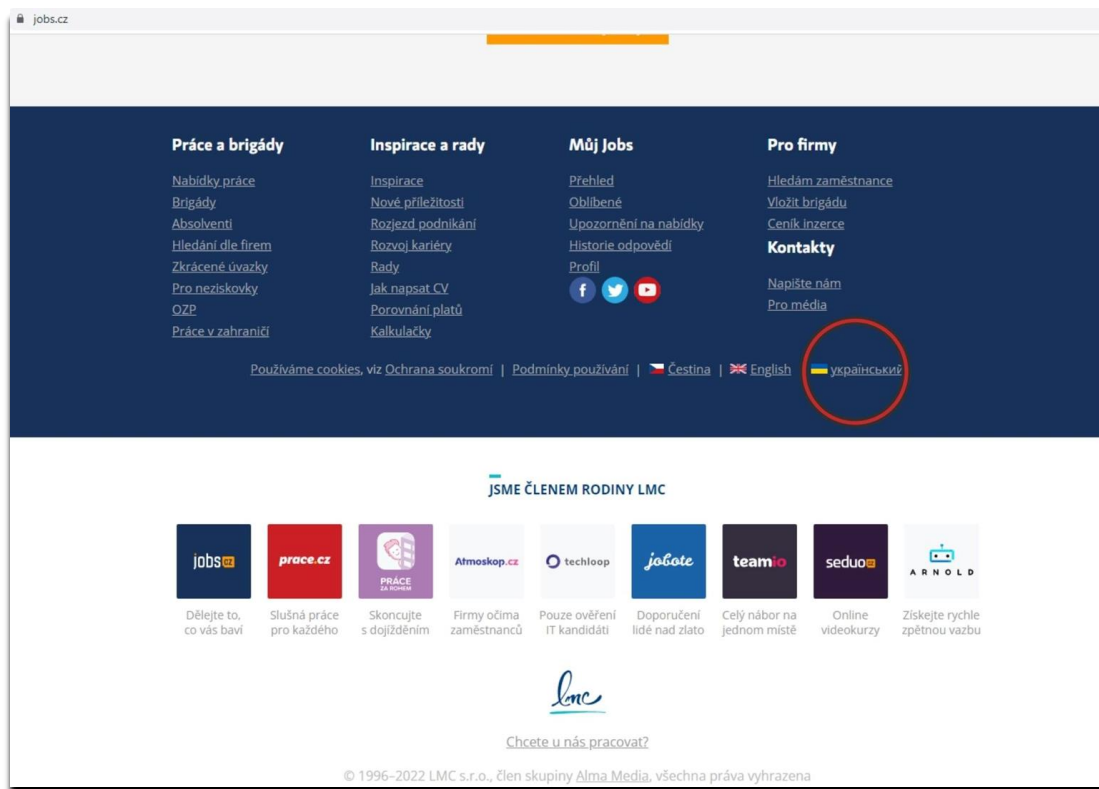 jobs.cz
Práce a brigády
Nabídky práce
Brigády
Absolventi
Hledání dle firem
Zkrácené úvazky
Pro neziskovky
OZP
Práce v zahraničí
Inspirace a rady
Inspirace
Nové příležitosti
Rozjezd podnikání
Rozvoj kariéry
Rady
Jak napsat CV
Porovnání platů
Kalkulačky
Můj Jobs
Přehled
Oblíbené
Upozornění na nabídky
Historie odpovědí
Profil
Pro firmy
Hledám zaměstnance
Vložit brigádu
Ceník inzerce
Kontakty
Napište nám
Pro média
Používáme cookies, viz Ochrana soukromí | Podmínky používání | Čestina | English український
JSME ČLENEM RODINY LMC
jobs cz
Dělejte to,
co vás baví
prace.cz
Slušná práce
pro každého
PRÁCE
ZA ROHEM
Skoncujte
s dojížděním
Atmoskop.cz
Firmy očima
zaměstnanců
techloop
Pouze ověření
IT kandidáti
jobote
Doporučení
lidé nad zlato
teamio
Celý nábor na
jednom místě
seduo cz
Online
videokurzy
ARNOLD
Získejte rychle
zpětnou vazbu
lmc
Chcete u nás pracovat?
© 1996–2022 LMC s.r.o., člen skupiny Alma Media, všechna práva vyhrazena